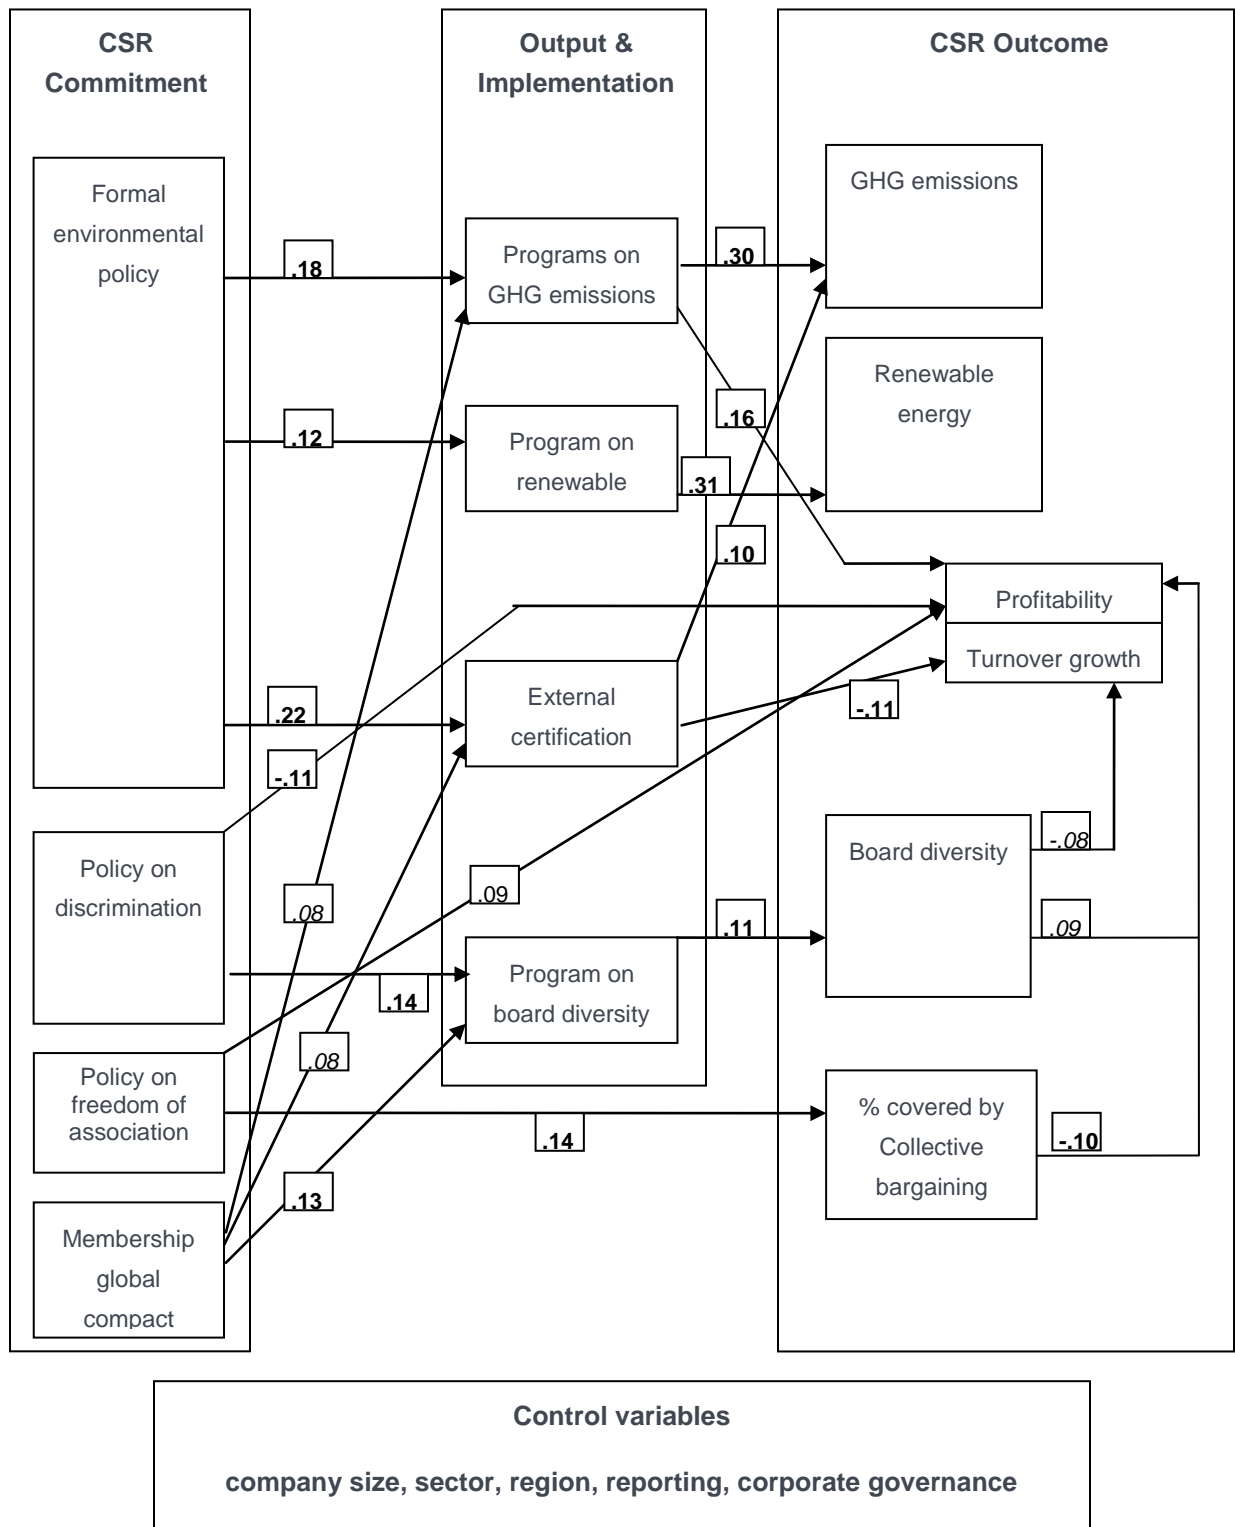 CSR
Commitment
Output &
Implementation
CSR Outcome
Formal
environmental
policy
.18
.12
.22
-.11
Policy on
discrimination
.08
.14
Policy on
freedom of
association
.08
.14
.13
Membership
global
compact
Programs on
GHG emissions
Program on
renewable
External
certification
.09
Program on
board diversity
.30
.16
.31
.10
-.11
.11
GHG emissions
Renewable
energy
Profitability
Turnover growth
Board diversity
-.08
.09
% covered by
Collective
bargaining
-.10
Control variables
company size, sector, region, reporting, corporate governance